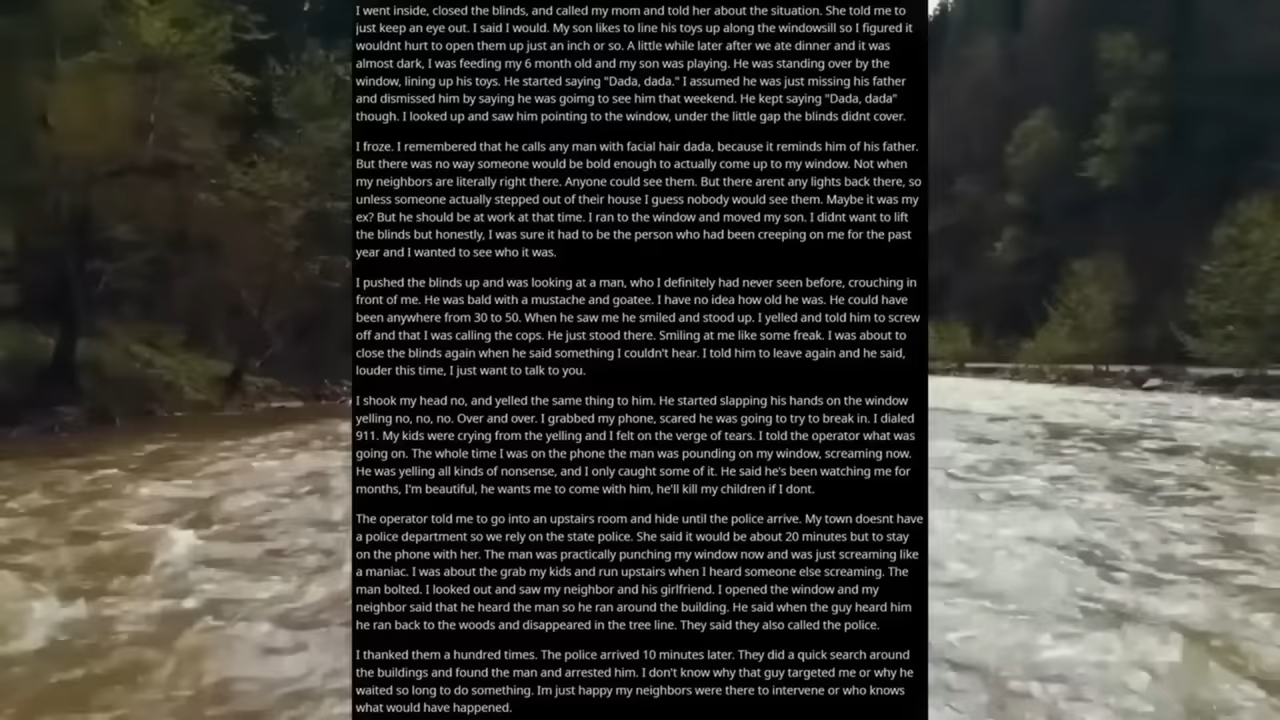 I went inside, closed the blinds, and called my mom and told her about the situation. She told me to
just keep an eye out. I said I would. My son likes to line his toys up along the windowsill so I figured it
wouldnt hurt to open them up just an inch or so. A little while later after we ate dinner and it was
almost dark, I was feeding my 6 month old and my son was playing. He was standing over by the
window, lining up his toys. He started saying "Dada, dada." I assumed he was just missing his father
and dismissed him by saying he was goimg to see him that weekend. He kept saying "Dada, dada"
though. I looked up and saw him pointing to the window, under the little gap the blinds didnt cover.
I froze. I remembered that he calls any man with facial hair dada, because it reminds him of his father.
But there was no way someone would be bold enough to actually come up to my window. Not when
my neighbors are literally right there. Anyone could see them. But there arent any lights back there, so
unless someone actually stepped out of their house I guess nobody would see them. Maybe it was my
ex? But he should be at work at that time. I ran to the window and moved my son. I didnt want to lift
the blinds but honestly, I was sure it had to be the person who had been creeping on me for the past
year and I wanted to see who it was.
I pushed the blinds up and was looking at a man, who I definitely had never seen before, crouching in
front of me. He was bald with a mustache and goatee. I have no idea how old he was. He could have
been anywhere from 30 to 50. When he saw me he smiled and stood up. I yelled and told him to screw
off and that I was calling the cops. He just stood there. Smiling at me like some freak. I was about to
close the blinds again when he said something I couldn't hear. I told him to leave again and he said,
louder this time, I just want to talk to you.
I shook my head no, and yelled the same thing to him. He started slapping his hands on the window
yelling no, no, no. Over and over. I grabbed my phone, scared he was going to try to break in. I dialed
911. My kids were crying from the yelling and I felt on the verge of tears. I told the operator what was
going on. The whole time I was on the phone the man was pounding on my window, screaming now.
He was yelling all kinds of nonsense, and I only caught some of it. He said he's been watching me for
months, I'm beautiful, he wants me to come with him, he'll kill my children if I dont.
The operator told me to go into an upstairs room and hide until the police arrive. My town doesnt have
a police department so we rely on the state police. She said it would be about 20 minutes but to stay
on the phone with her. The man was practically punching my window now and was just screaming like
a maniac. I was about the grab my kids and run upstairs when I heard someone else screaming. The
man bolted. I looked out and saw my neighbor and his girlfriend. I opened the window and my
neighbor said that he heard the man so he ran around the building. He said when the guy heard him
he ran back to the woods and disappeared in the tree line. They said they also called the police.
I thanked them a hundred times. The police arrived 10 minutes later. They did a quick search around
the buildings and found the man and arrested him. I don't know why that guy targeted me or why he
waited so long to do something. Im just happy my neighbors were there to intervene or who knows
what would have happened.